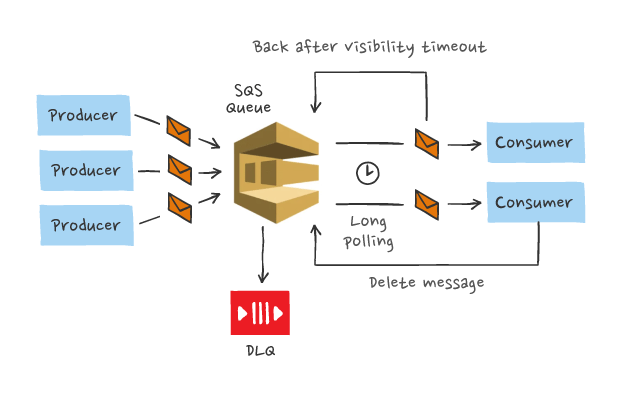 Back after visibility timeout
SQS
Queue
Producer
Producer
Producer
Consumer
Consumer
Long
polling
Delete message
DLQ